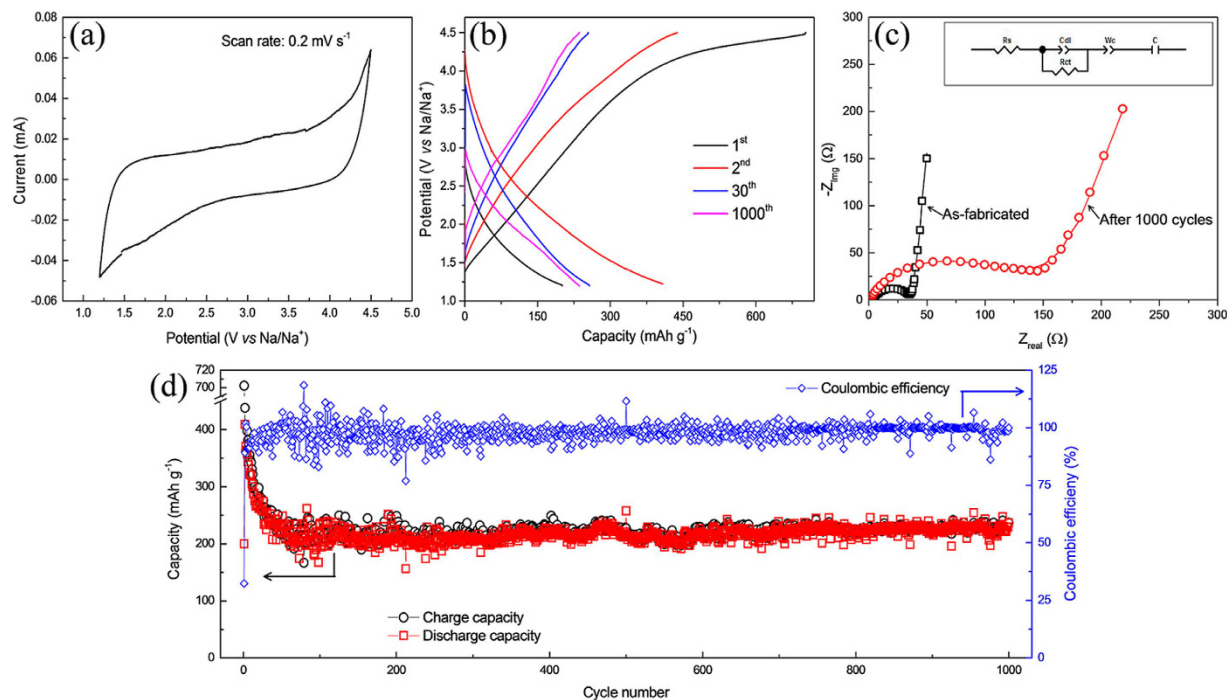 (a)
Scan rate: 0.2 mV s⁻¹
Current (mA)
0.08
0.06
0.04
0.02
0.00
-0.02
-0.04
0.06
1.0 1.5 2.0 2.5 3.0 3.5 4.0 4.5 5.0
Potential (V vs Na/Na⁺)
(b)
Potential (V vs Na/Na⁺)
4.5
4.0
3.5
3.0
2.5
2.0
1.5
1.2
1ˢᵗ
2ⁿᵈ
30ᵗʰ
1000ᵗʰ
0 150 300 450 600
Capacity (mAh g⁻¹)
(c)
-Z_Img (Ω)
-300
-250
-200
-150
-100
-50
0
Rs Cdl Wc C
Rct
As-fabricated
After 1000 cycles
0 50 100 150 200 250 300
Z_real (Ω)
(d)
Capacity (mAh g⁻¹)
720
700
400
300
200
100
0
Coulombic efficiency
Charge capacity
Discharge capacity
125
100
75
50
25
0
Coulombic efficieny (%)
0 200 400 600 800 1000
Cycle number